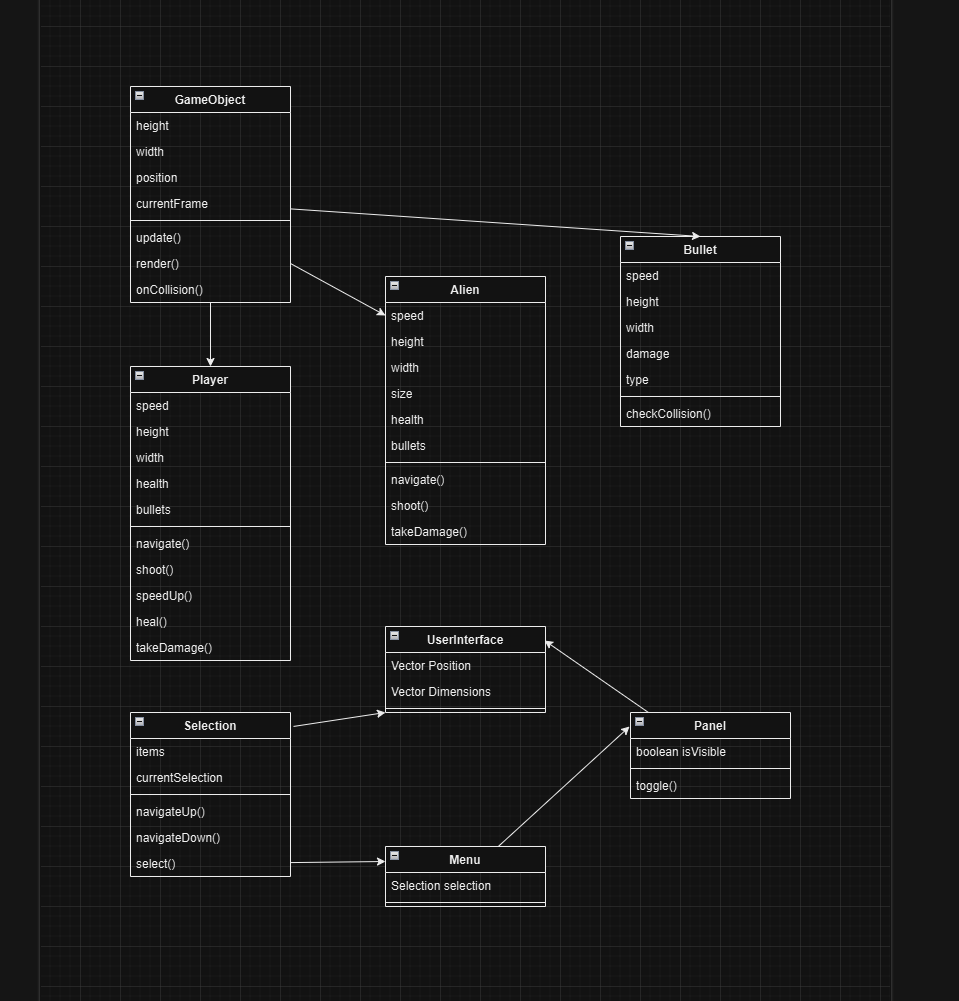 GameObject
height
width
position
currentFrame
update()
render()
onCollision()
Bullet
speed
height
width
damage
type
checkCollision()
Alien
speed
height
width
size
health
bullets
navigate()
shoot()
takeDamage()
Player
speed
height
width
health
bullets
navigate()
shoot()
speedUp()
heal()
takeDamage()
UserInterface
Vector Position
Vector Dimensions
Selection
items
currentSelection
navigateUp()
navigateDown()
select()
Panel
boolean isVisible
toggle()
Menu
Selection selection